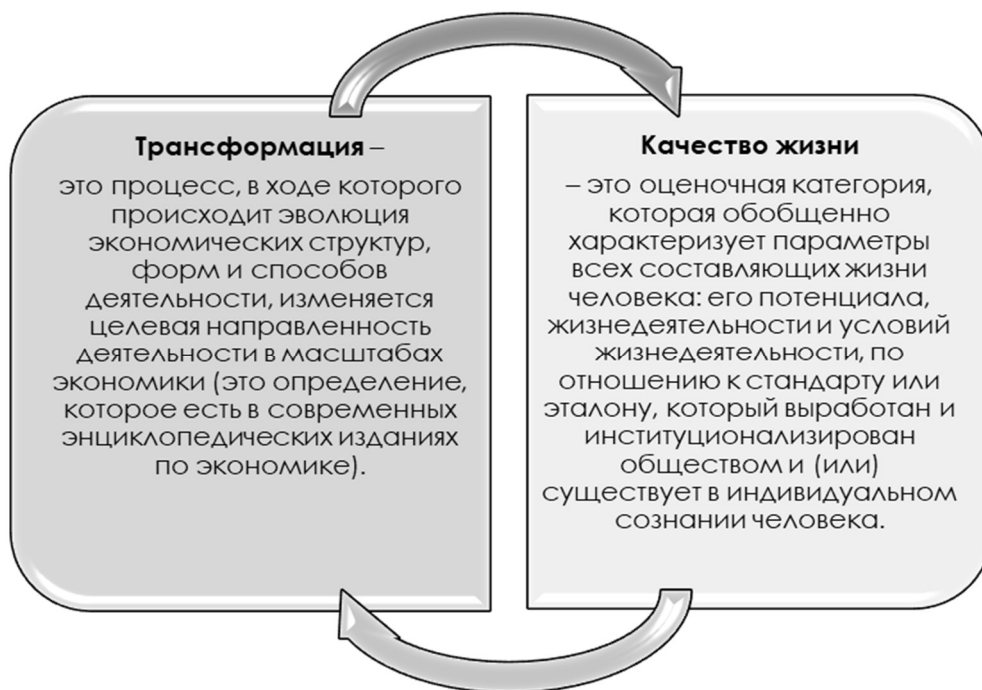 Трансформация –
это процесс, в ходе которого
происходит эволюция
экономических структур,
форм и способов
деятельности, изменяется
целевая направленность
деятельности в масштабах
экономики (это определение,
которое есть в современных
энциклопедических изданиях
по экономике).
Качество жизни
– это оценочная категория,
которая обобщенно
характеризует параметры
всех составляющих жизни
человека: его потенциала,
жизнедеятельности и условий
жизнедеятельности, по
отношению к стандарту или
эталону, который выработан и
институционализирован
обществом и (или)
существует в индивидуальном
сознании человека.